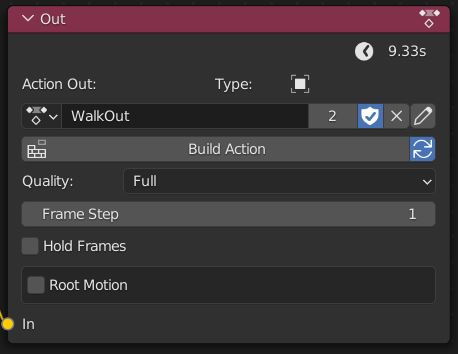 Out
9.33s
Action Out: Type:
WalkOut 2
Build Action
Quality: Full
Frame Step 1
Hold Frames
Root Motion
In